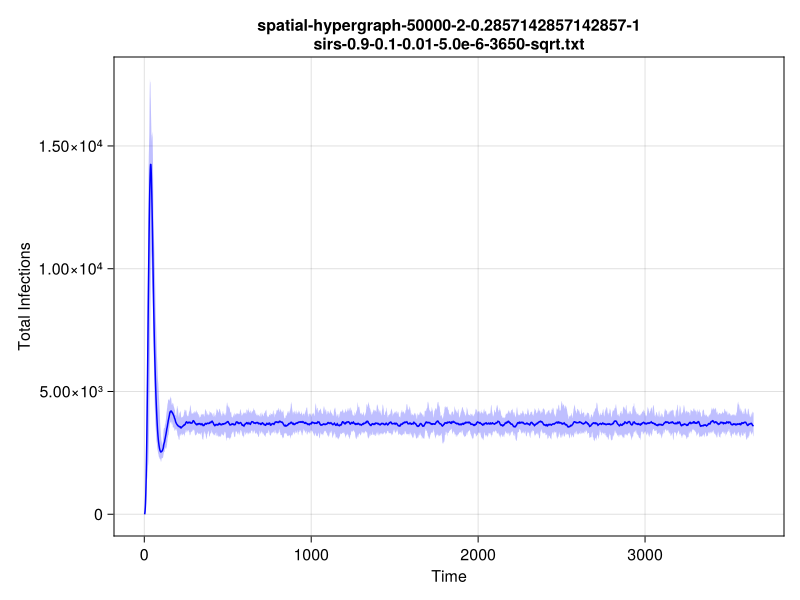 spatial-hypergraph-50000-2-0.2857142857142857-1
sirs-0.9-0.1-0.01-5.0e-6-3650-sqrt.txt
Total Infections
1.50×10⁴
1.00×10⁴
5.00×10³
0
0 1000 2000 3000
Time